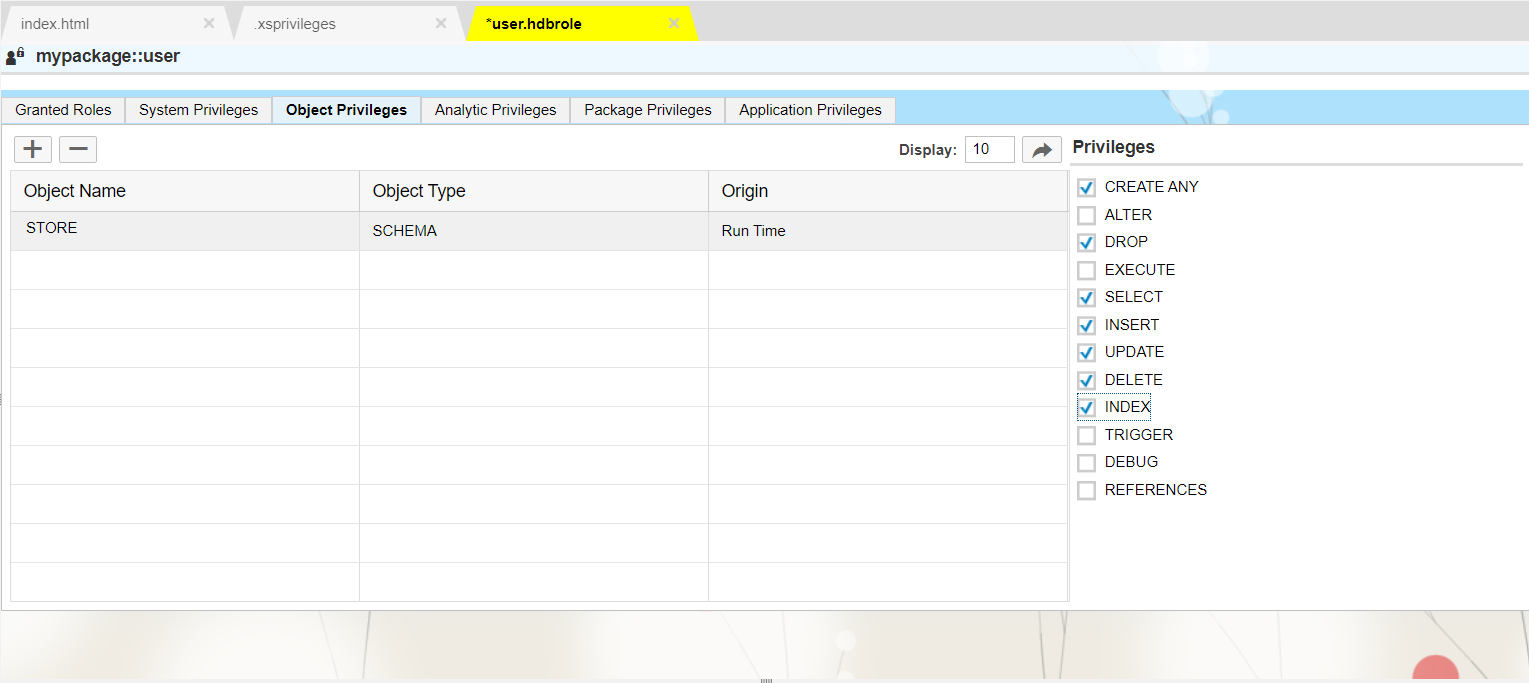 index.html .xsprivileges *user.hdbrole
mypackage::user
Granted Roles System Privileges Object Privileges Analytic Privileges Package Privileges Application Privileges
Display: 10
Object Name Object Type Origin
STORE SCHEMA Run Time
Privileges
CREATE ANY
ALTER
DROP
EXECUTE
SELECT
INSERT
UPDATE
DELETE
INDEX
TRIGGER
DEBUG
REFERENCES